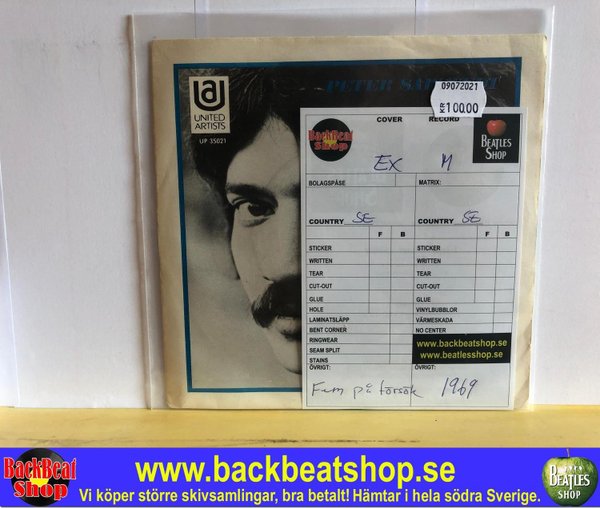 UNITED
ARTISTS
UP 35021
PETER
09072021
100.00
COVER
RECORD
BackBeat
Shop
BEATLES
SHOP
EX
M
BOLAGSPÅSE
MATRIX:
COUNTRY SE
COUNTRY SE
F B
F B
STICKER
STICKER
WRITTEN
WRITTEN
TEAR
TEAR
CUT-OUT
CUT-OUT
GLUE
GLUE
HOLE
VINYLBUBBLOR
LAMINATSLÄPP
VÄRMESKADA
BENT CORNER
NO CENTER
RINGWEAR
SEAM SPLIT
STAINS
www.backbeatshop.se
www.beatlesshop.se
ÖVRIGT:
ÖVRIGT:
Fem på försök
1969
BackBeat
Shop
www.backbeatshop.se
Vi köper större skivsamlingar, bra betalt! Hämtar i hela södra Sverige.
BEATLES
SHOP